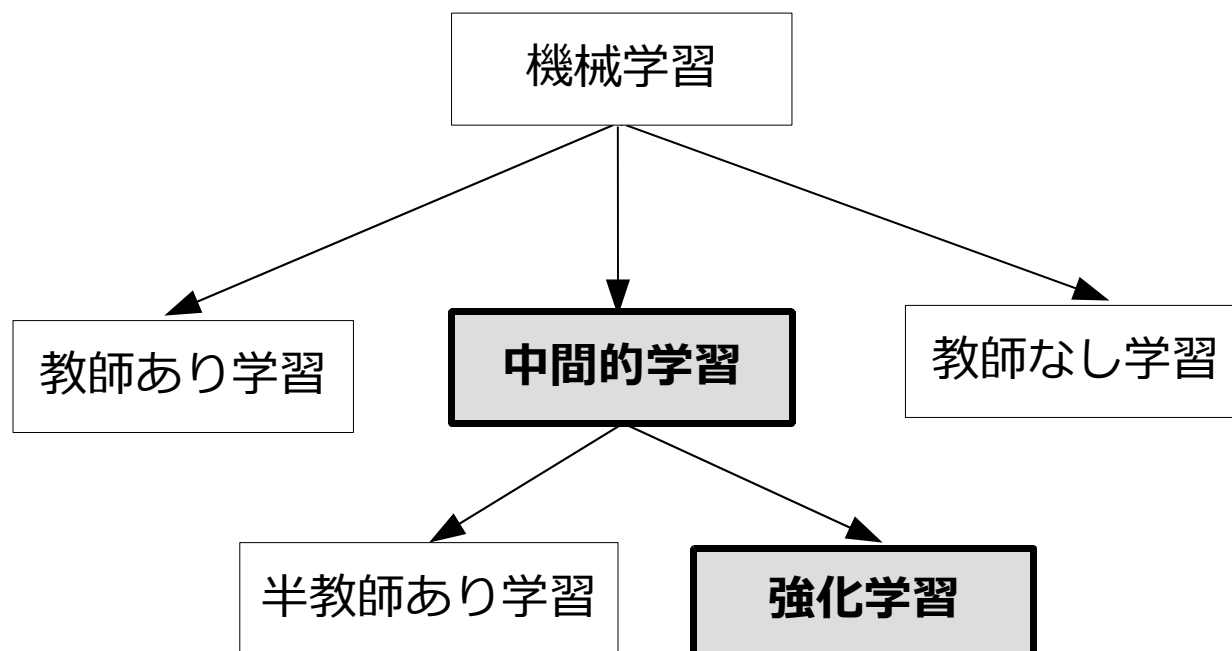 機械学習
教師あり学習
中間的学習
教師なし学習
半教師あり学習
強化学習